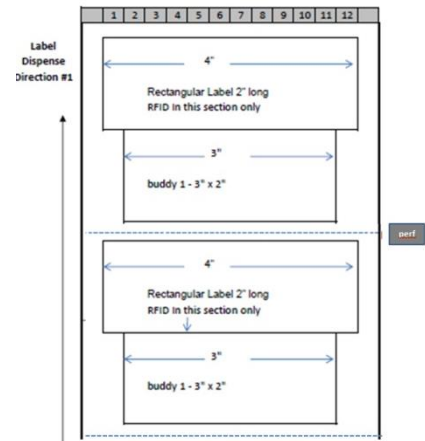 1 2 3 4 5 6 7 8 9 10 11 12
Label
Dispense
Direction #1
4"
Rectangular Label 2" long
RFID In this section only
3"
buddy 1 - 3" x 2"
perf
4"
Rectangular Label 2" long
RFID In this section only
3"
buddy 1 - 3" x 2"